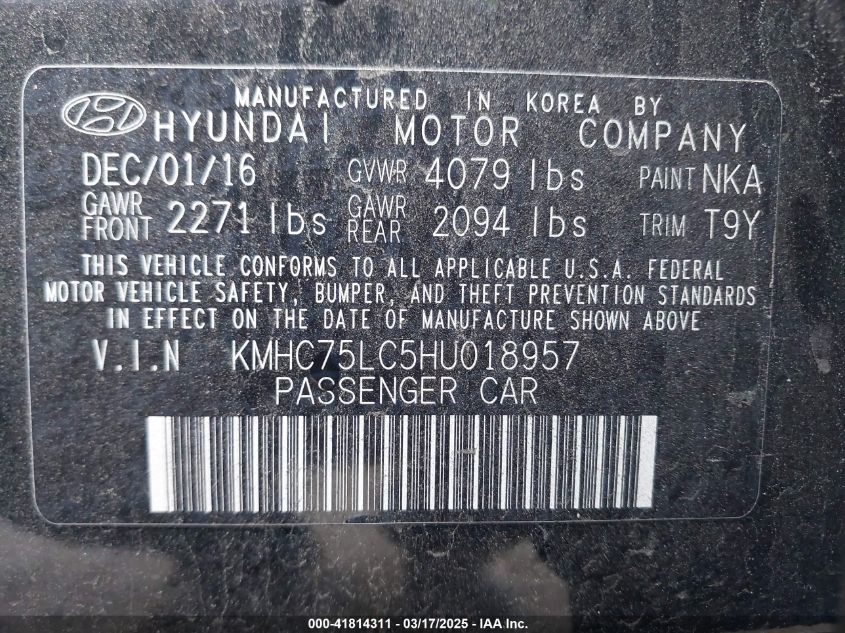 MANUFACTURED IN KOREA BY
HYUNDAI MOTOR COMPANY
DEC/01/16 GVWR 4079 lbs PAINT NKA
GAWR FRONT 2271 lbs GAWR REAR 2094 lbs TRIM T9Y
THIS VEHICLE CONFORMS TO ALL APPLICABLE U.S.A. FEDERAL
MOTOR VEHICLE SAFETY, BUMPER, AND THEFT PREVENTION STANDARDS
IN EFFECT ON THE DATE OF MANUFACTURE SHOWN ABOVE
V.I.N KMHC75LC5HU018957
PASSENGER CAR
000-41814311 - 03/17/2025 - IAA Inc.